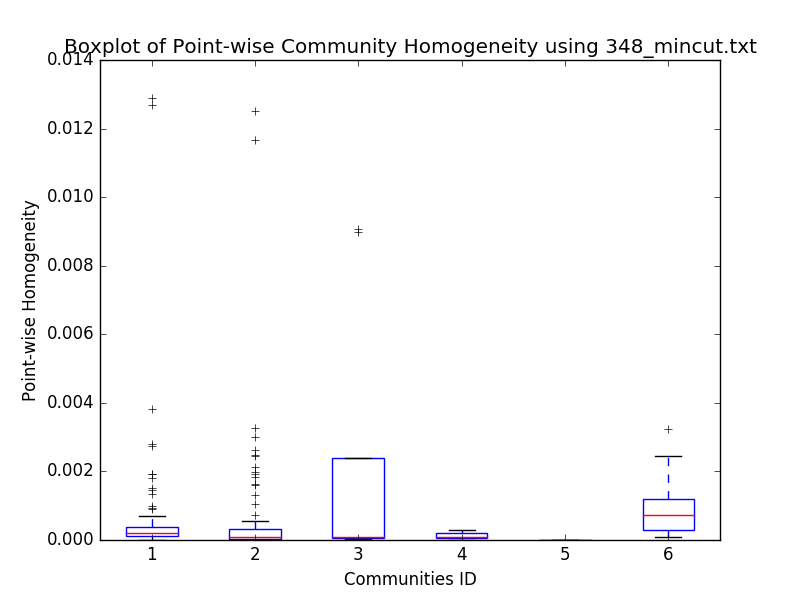 Boxplot of Point-wise Community Homogeneity using 348_mincut.txt
0.014
0.012
0.010
0.008
0.006
0.004
0.002
0.000
Point-wise Homogeneity
1 2 3 4 5 6
Communities ID